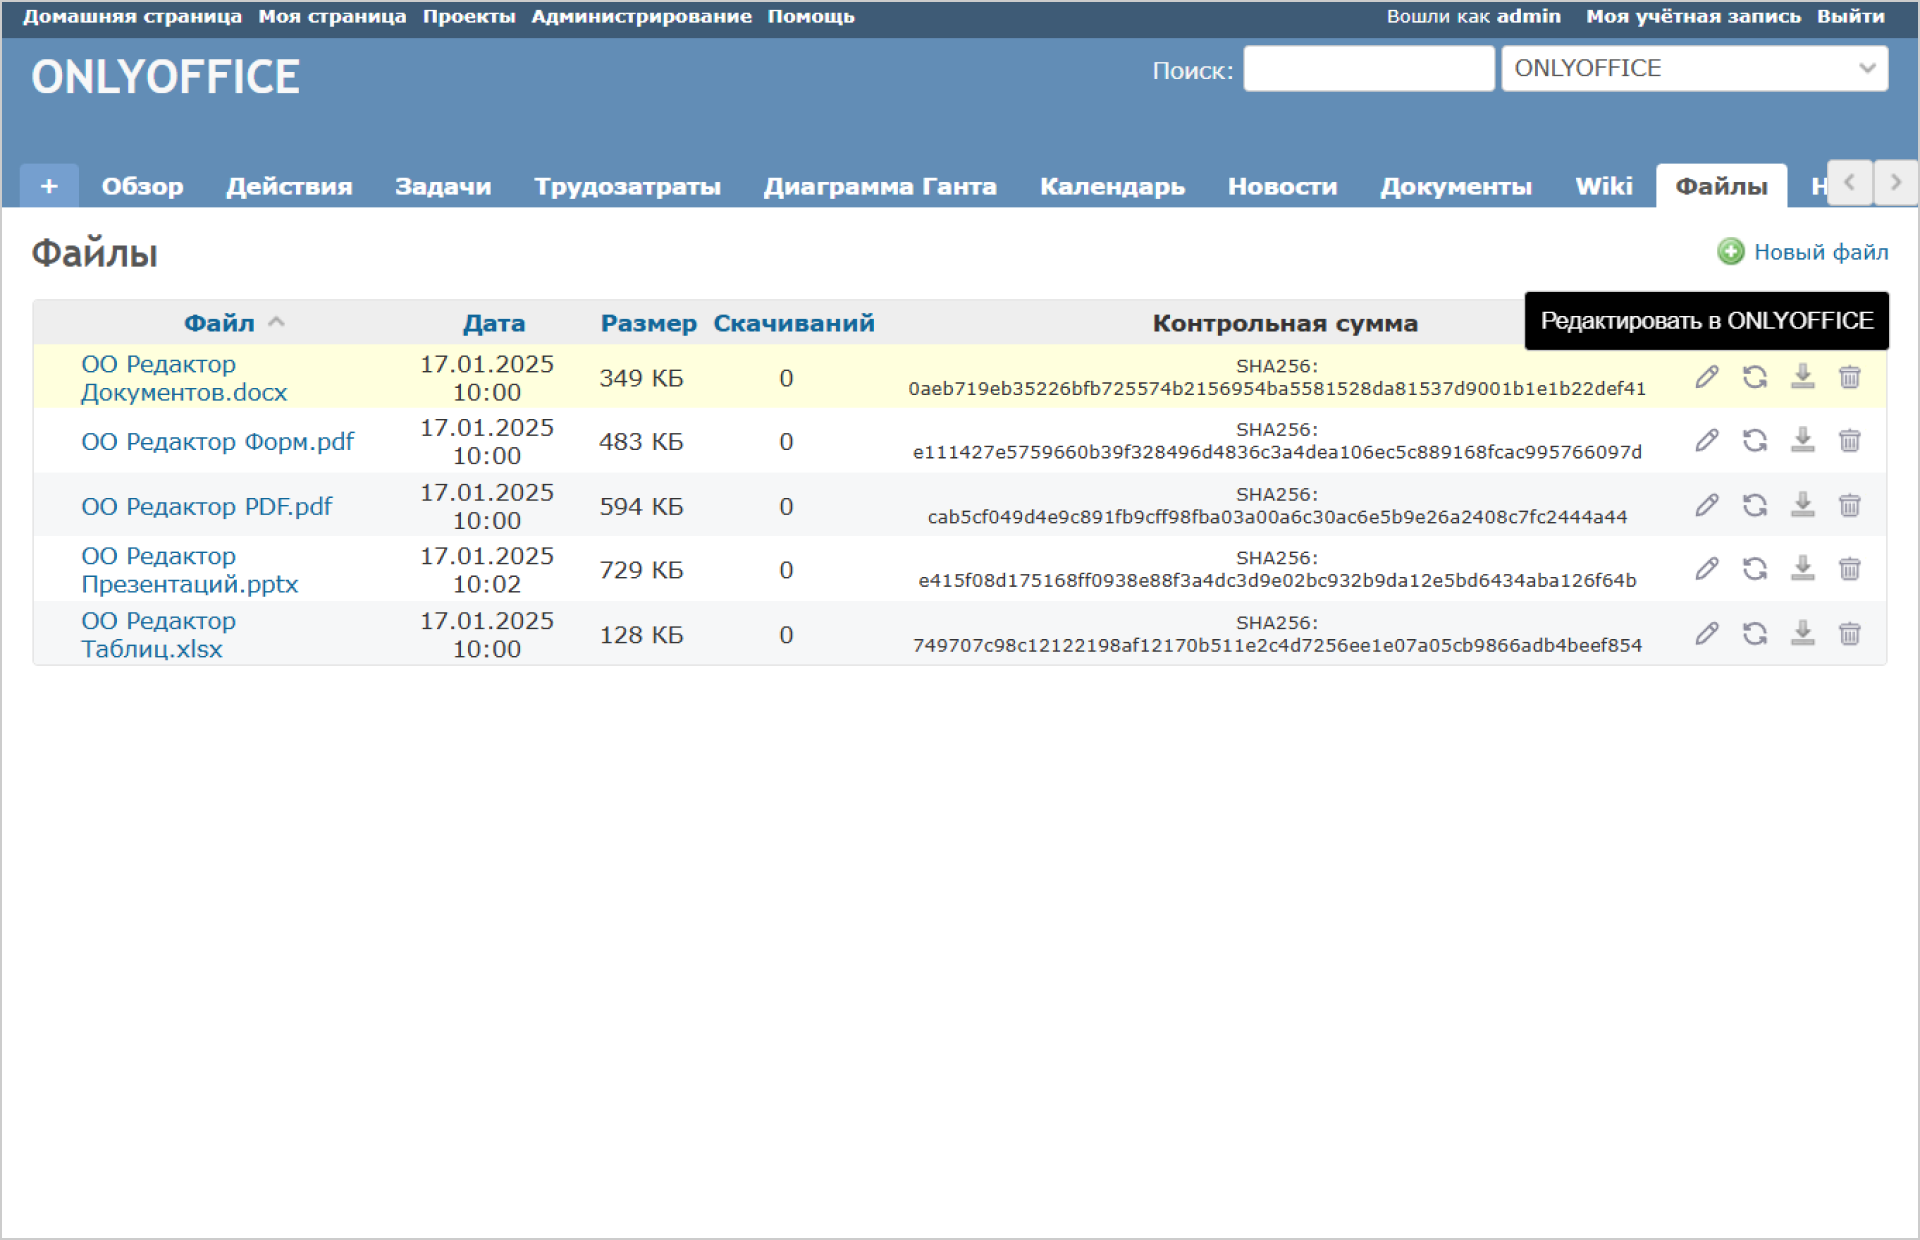 Домашняя страница Моя страница Проекты Администрирование Помощь Вошли как admin Моя учётная запись Выйти
ONLYOFFICE Поиск: ONLYOFFICE
+ Обзор Действия Задачи Трудозатраты Диаграмма Ганта Календарь Новости Документы Wiki Файлы
Файлы Новый файл
Редактировать в ONLYOFFICE
Файл Дата Размер Скачиваний Контрольная сумма
ОО Редактор Документов.docx 17.01.2025 10:00 349 КБ 0 SHA256: 0aeb719eb35226bfb725574b2156954ba5581528da81537d9001b1e1b22def41
ОО Редактор Форм.pdf 17.01.2025 10:00 483 КБ 0 SHA256: e111427e5759660b39f328496d4836c3a4dea106ec5c889168fcac995766097d
ОО Редактор PDF.pdf 17.01.2025 10:00 594 КБ 0 SHA256: cab5cf049d4e9c891fb9cff98fba03a00a6c30ac6e5b9e26a2408c7fc2444a44
ОО Редактор Презентаций.pptx 17.01.2025 10:02 729 КБ 0 SHA256: e415f08d175168ff0938e88f3a4dc3d9e02bc932b9da12e5bd6434aba126f64b
ОО Редактор Таблиц.xlsx 17.01.2025 10:00 128 КБ 0 SHA256: 749707c98c12122198af12170b511e2c4d7256ee1e07a05cb9866adb4beef854